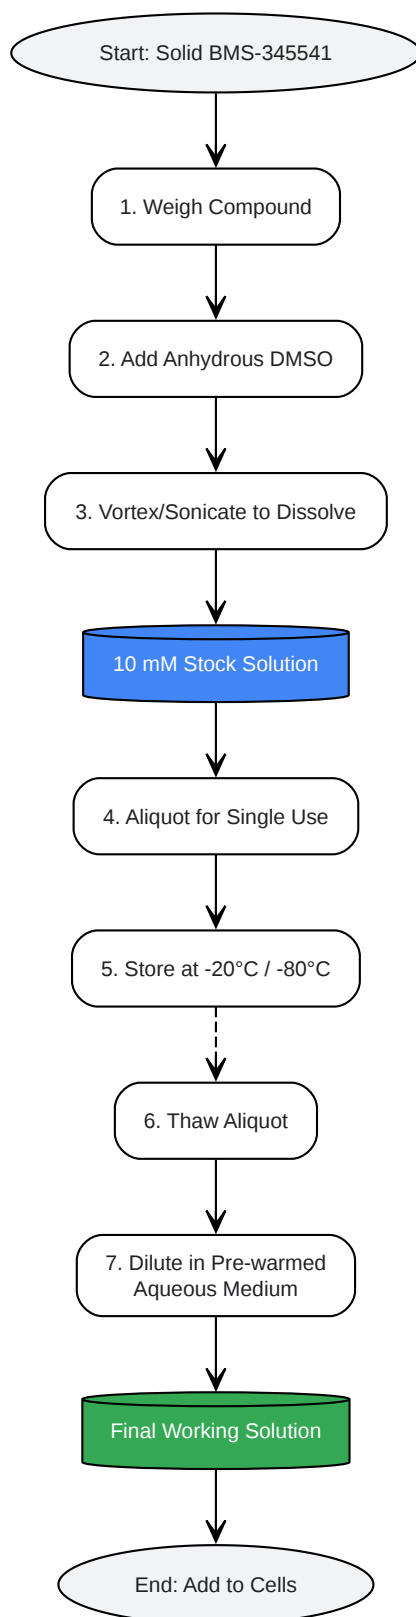 Start: Solid BMS-345541
1. Weigh Compound
2. Add Anhydrous DMSO
3. Vortex/Sonicate to Dissolve
10 mM Stock Solution
4. Aliquot for Single Use
5. Store at -20°C / -80°C
6. Thaw Aliquot
7. Dilute in Pre-warmed
Aqueous Medium
Final Working Solution
End: Add to Cells